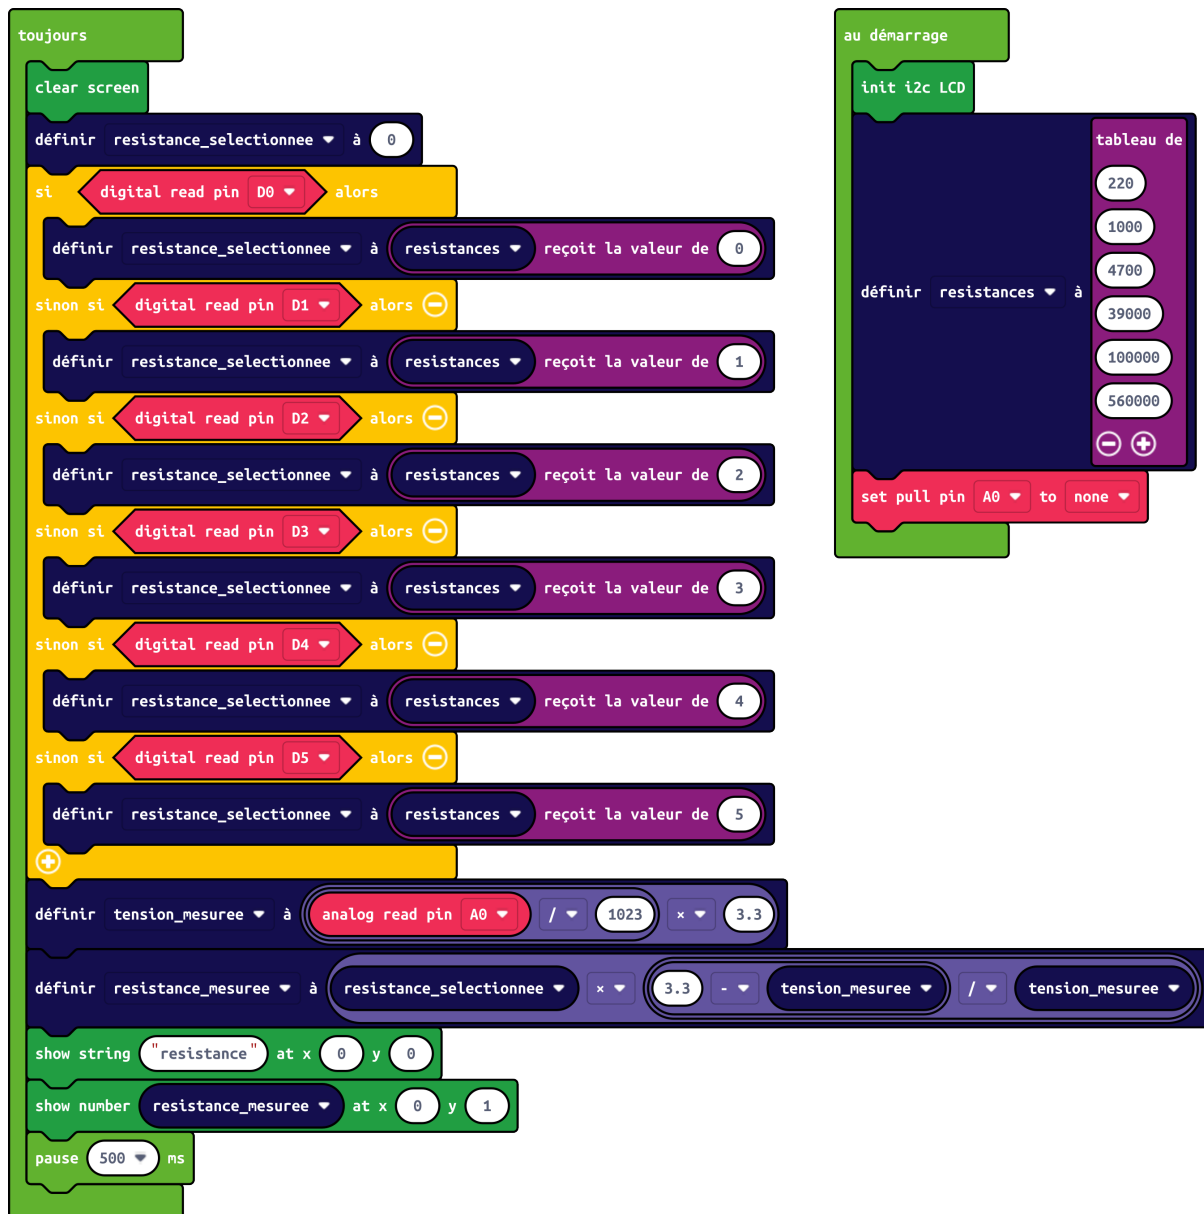 toujours
clear screen
définir resistance_selectionnee à 0
si digital read pin D0 alors
définir resistance_selectionnee à resistances reçoit la valeur de 0
sinon si digital read pin D1 alors
définir resistance_selectionnee à resistances reçoit la valeur de 1
sinon si digital read pin D2 alors
définir resistance_selectionnee à resistances reçoit la valeur de 2
sinon si digital read pin D3 alors
définir resistance_selectionnee à resistances reçoit la valeur de 3
sinon si digital read pin D4 alors
définir resistance_selectionnee à resistances reçoit la valeur de 4
sinon si digital read pin D5 alors
définir resistance_selectionnee à resistances reçoit la valeur de 5
définir tension_mesuree à analog read pin A0 / 1023 × 3.3
définir resistance_mesuree à resistance_selectionnee × 3.3 - tension_mesuree / tension_mesuree
show string "resistance" at x 0 y 0
show number resistance_mesuree at x 0 y 1
pause 500 ms
au démarrage
init i2c LCD
définir resistances à
tableau de
220
1000
4700
39000
100000
560000
set pull pin A0 to none